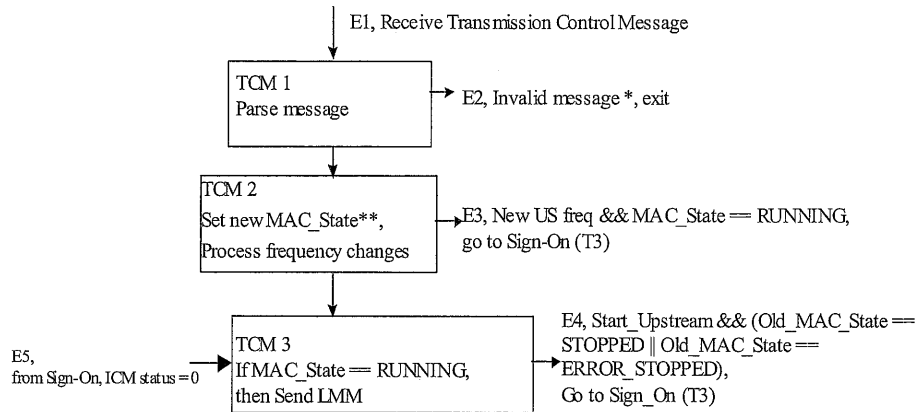 E1, Receive Transmission Control Message
TCM 1
Parse message
E2, Invalid message *, exit
TCM 2
Set new MAC_State**,
Process frequency changes
E3, New US freq && MAC_State == RUNNING,
go to Sign-On (T3)
TCM 3
If MAC_State == RUNNING,
then Send LMM
E4, Start_Upstream && (Old_MAC_State ==
STOPPED || Old_MAC_State ==
ERROR_STOPPED),
Go to Sign_On (T3)
E5,
from Sign-On, ICM status = 0